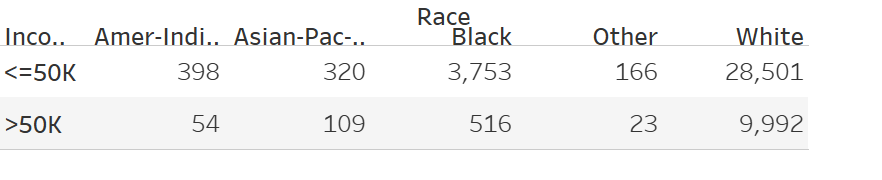 Race
Inco.. Amer-Indi.. Asian-Pac-.. Black Other White
<=50K 398 320 3,753 166 28,501
>50K 54 109 516 23 9,992